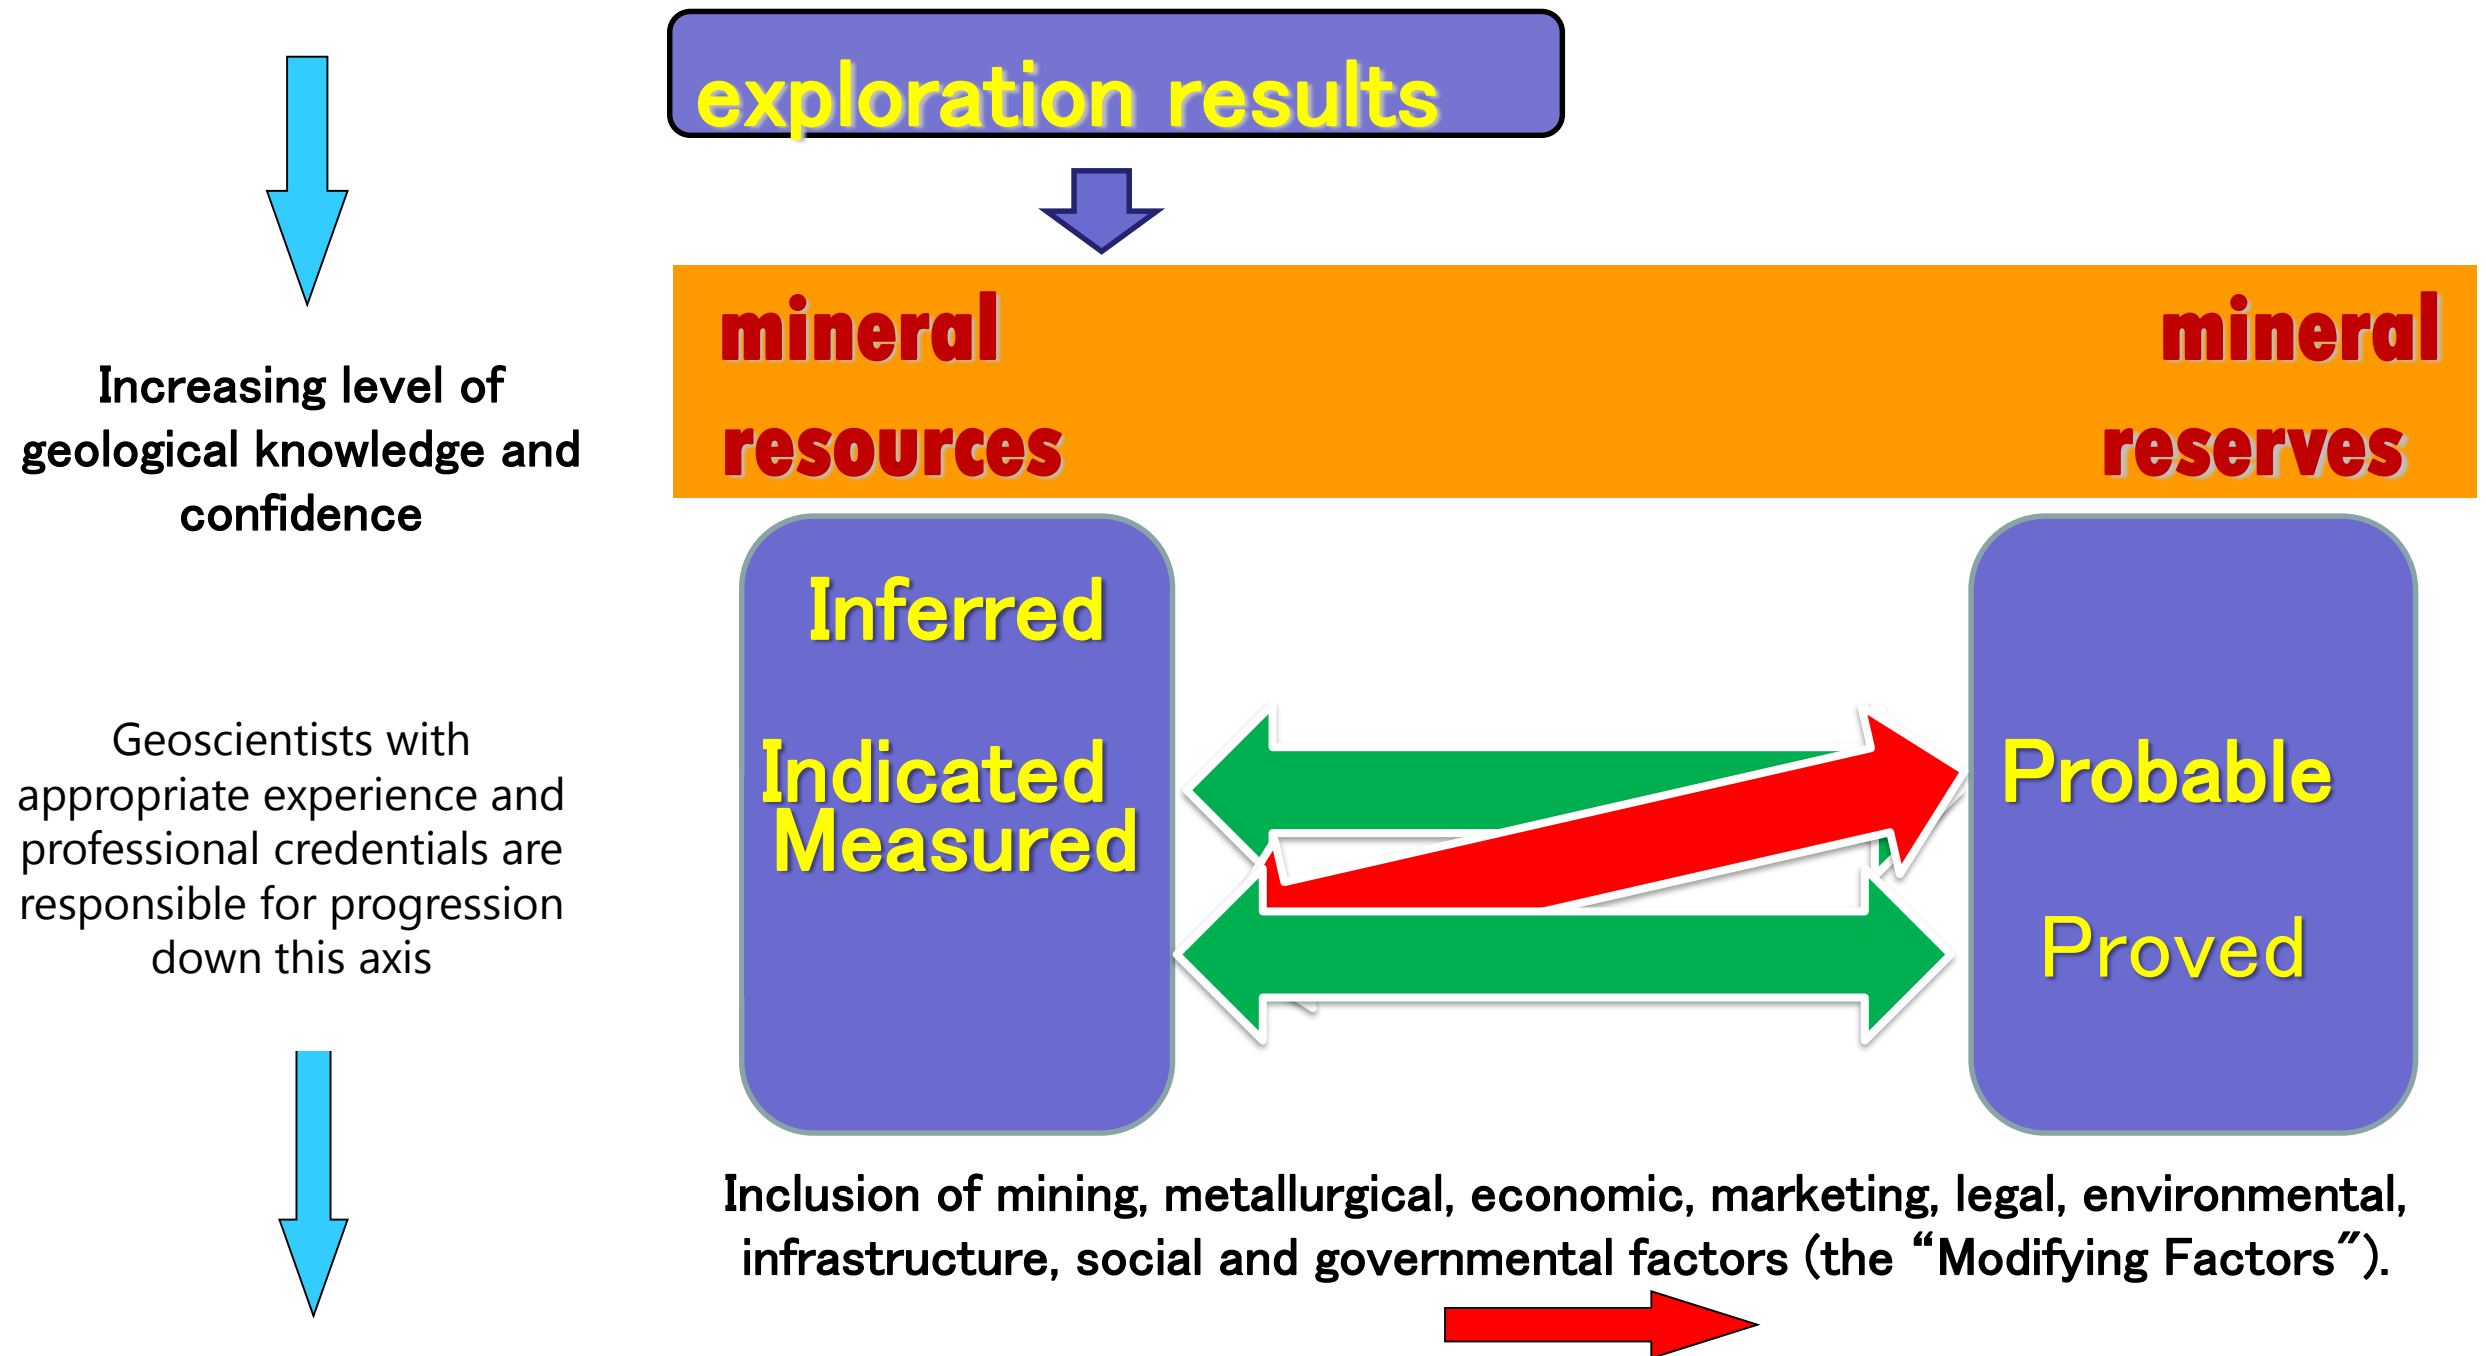 exploration results
mineral
resources
mineral
reserves
Increasing level of
geological knowledge and
confidence
Geoscientists with
appropriate experience and
professional credentials are
responsible for progression
down this axis
Inferred
Indicated
Measured
Probable
Proved
Inclusion of mining, metallurgical, economic, marketing, legal, environmental,
infrastructure, social and governmental factors (the “Modifying Factors”).